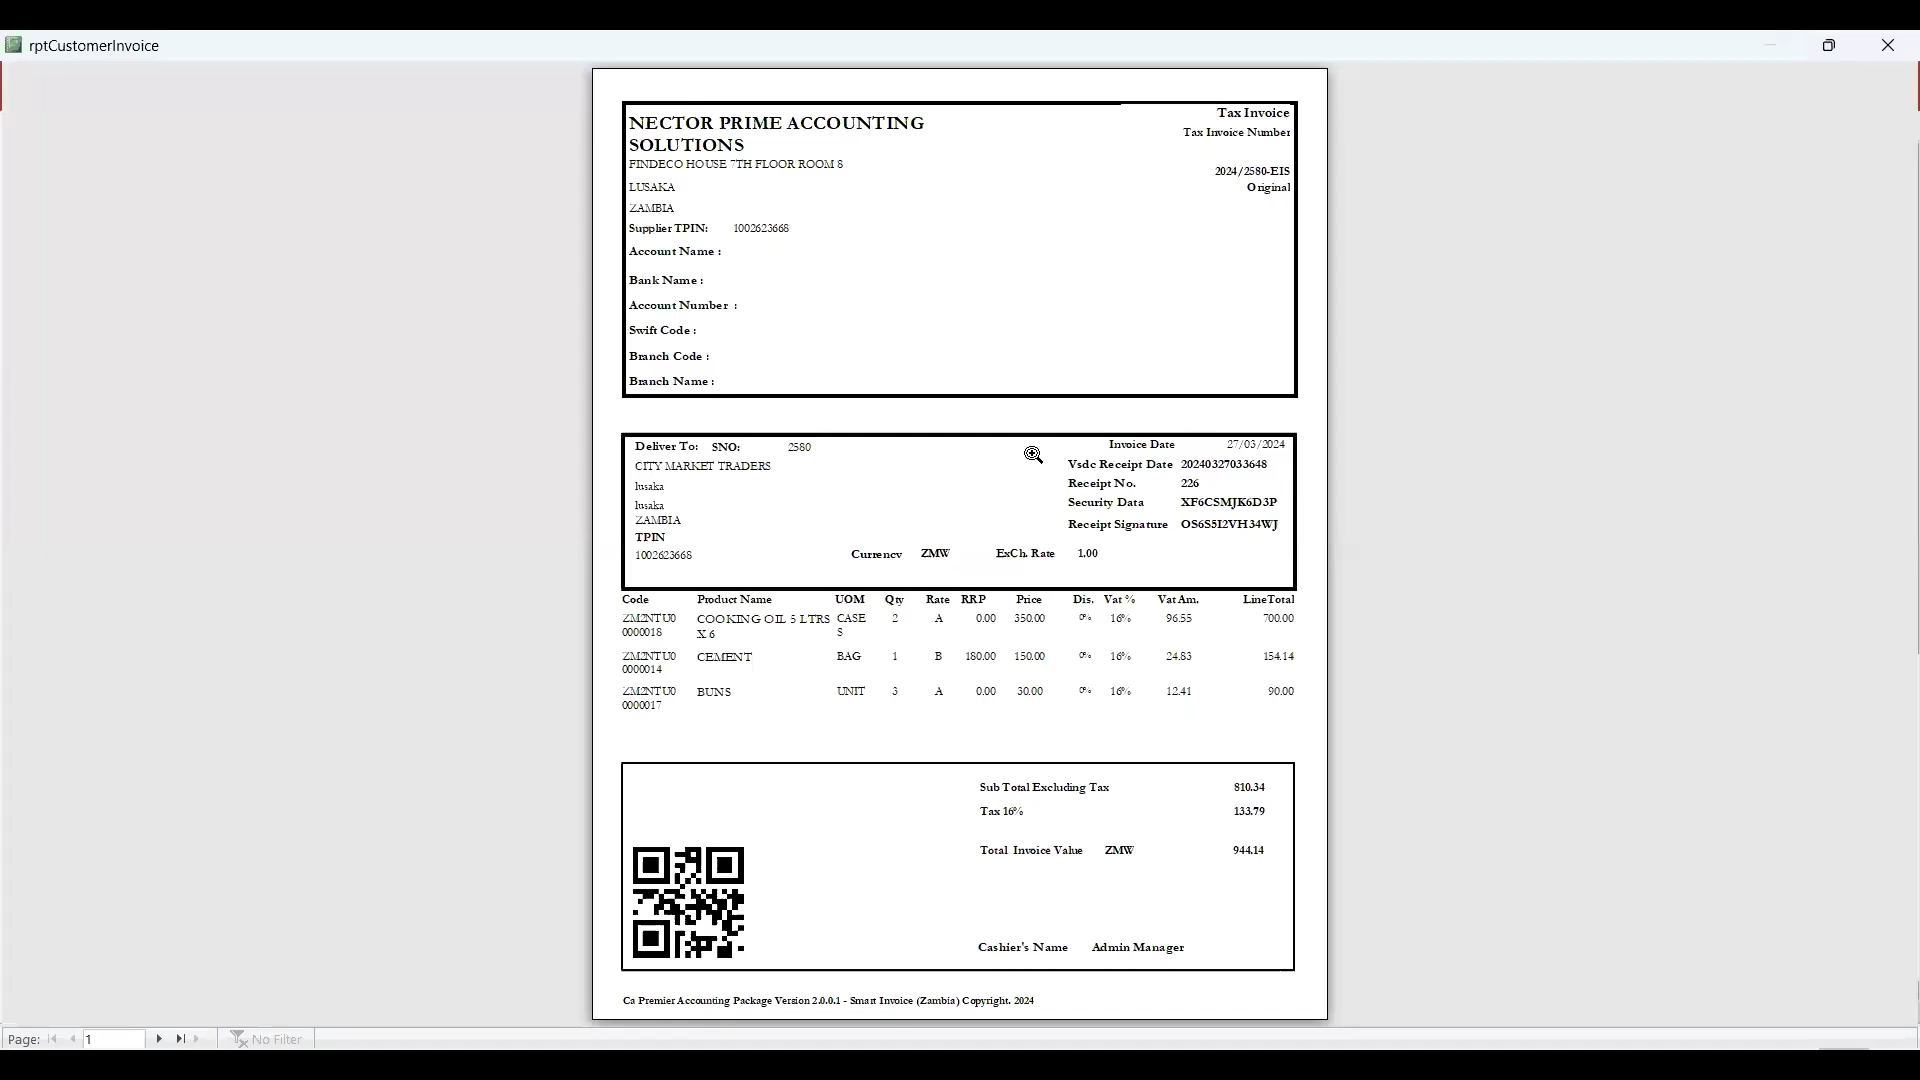 rptCustomerInvoice
Tax Invoice
NECTOR PRIME ACCOUNTING
SOLUTIONS
Tax Invoice Number
FINDECO HOUSE 7TH FLOOR ROOM 8
2024/2580-EIS
LUSAKA
Original
ZAMBIA
Supplier TPIN: 1002623668
Account Name :
Bank Name :
Account Number :
Swift Code :
Branch Code :
Branch Name :
Deliver To: SNO: 2580 Invoice Date 27/03/2024
CITY MARKET TRADERS Vsdc Receipt Date 20240327033648
lusaka Receipt No. 226
lusaka Security Data XF6CSMJK6D3P
ZAMBIA Receipt Signature OS6S5I2VH34WJ
TPIN
1002623668 Currency ZMW ExCh. Rate 1.00
Code Product Name UOM Qty Rate RRP Price Dis. Vat % Vat Am. LineTotal
ZM2NTU0 COOKING OIL 5 LTRS CASE 2 A 0.00 350.00 0% 16% 96.55 700.00
0000018 X 6 S
ZM2NTU0 CEMENT BAG 1 B 180.00 150.00 0% 16% 24.83 154.14
0000014
ZM2NTU0 BUNS UNIT 3 A 0.00 30.00 0% 16% 12.41 90.00
0000017
Sub Total Excluding Tax 810.34
Tax 16% 133.79
Total Invoice Value ZMW 944.14
Cashier's Name Admin Manager
Ca Premier Accounting Package Version 2.0.0.1 - Smart Invoice (Zambia) Copyright. 2024
Page: 1 No Filter